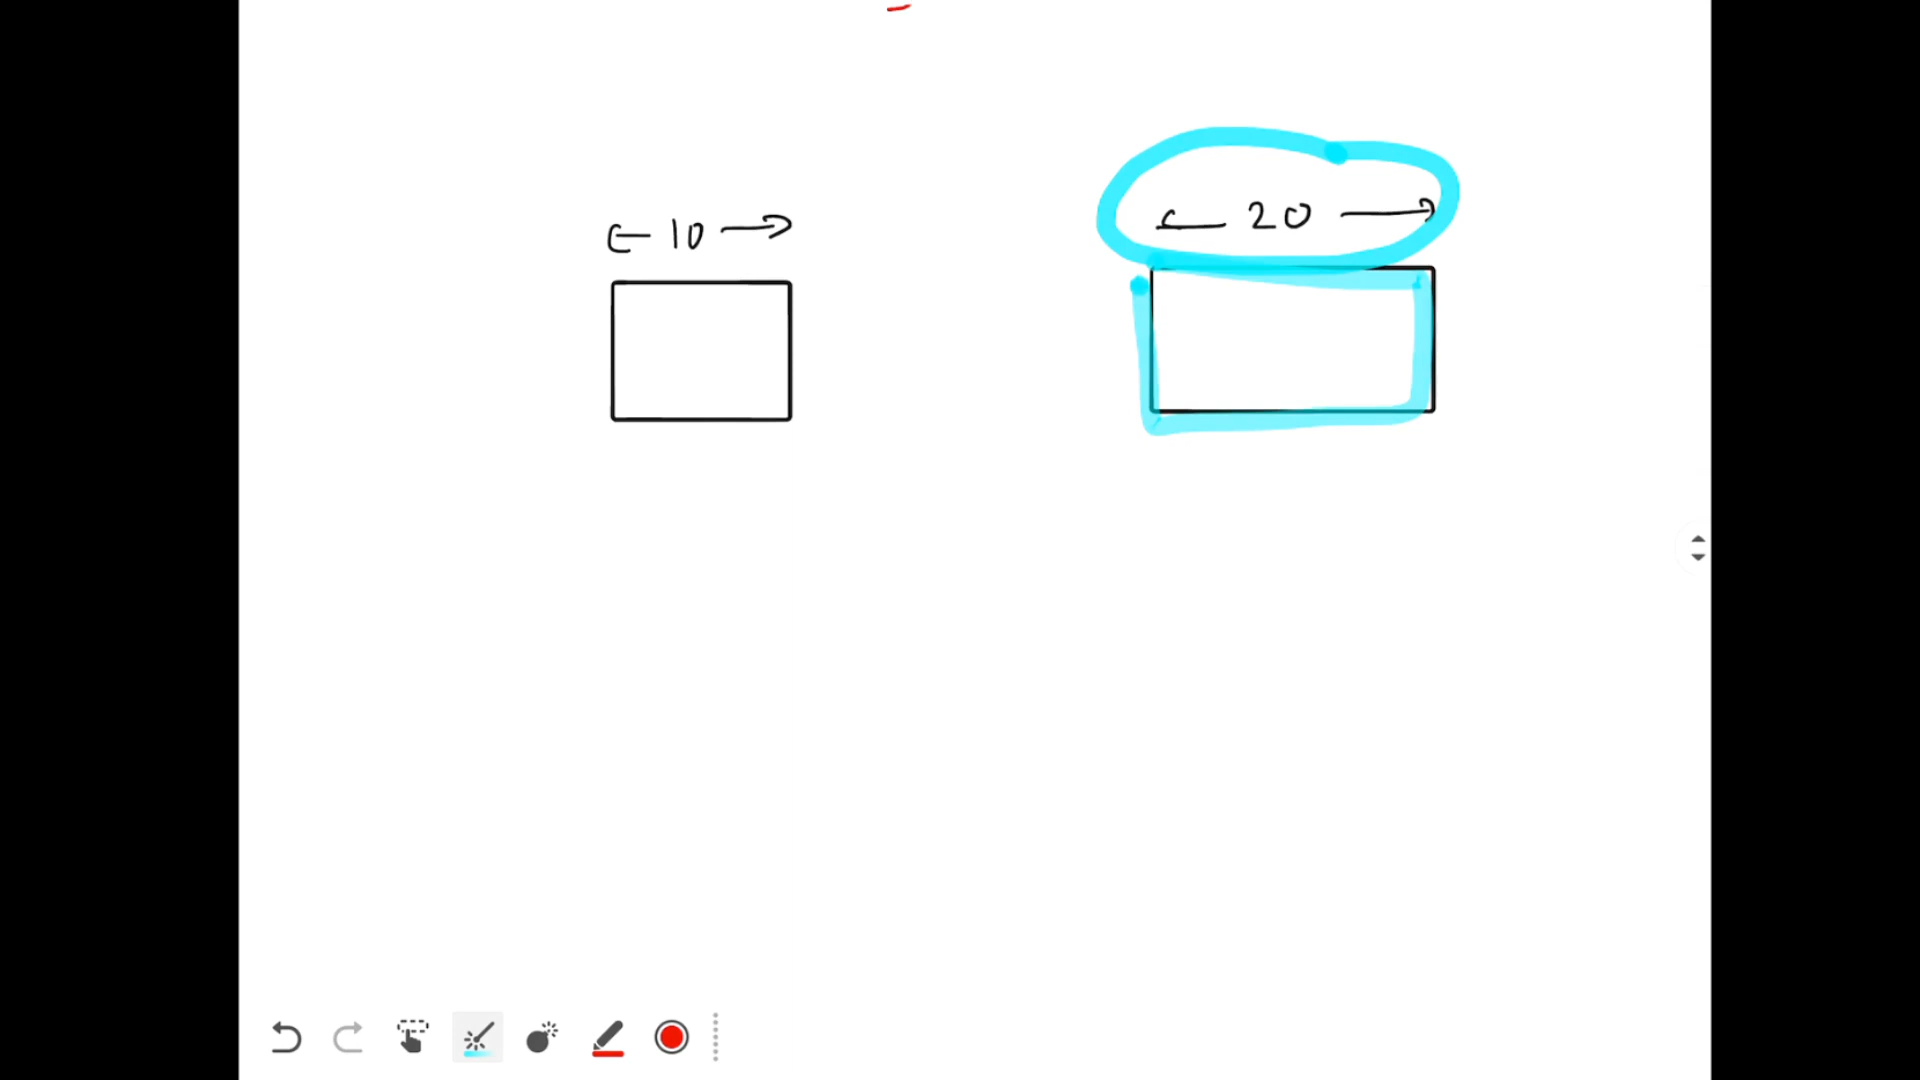 ← 10 →
← 20 →